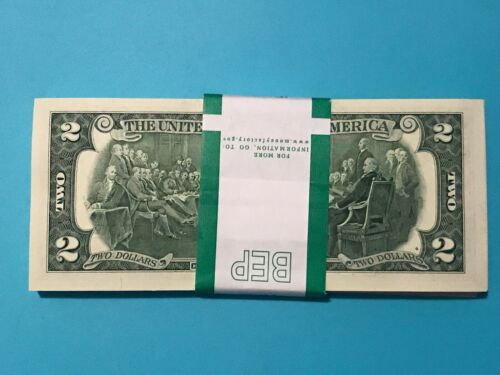 2 THE UNITE MERICA 2
TWO TWO
2 TWO DOLLARS TWO DOLLARS 2
BEP
FOR MORE
INFORMATION, GO TO:
www.moneyfactory.gov